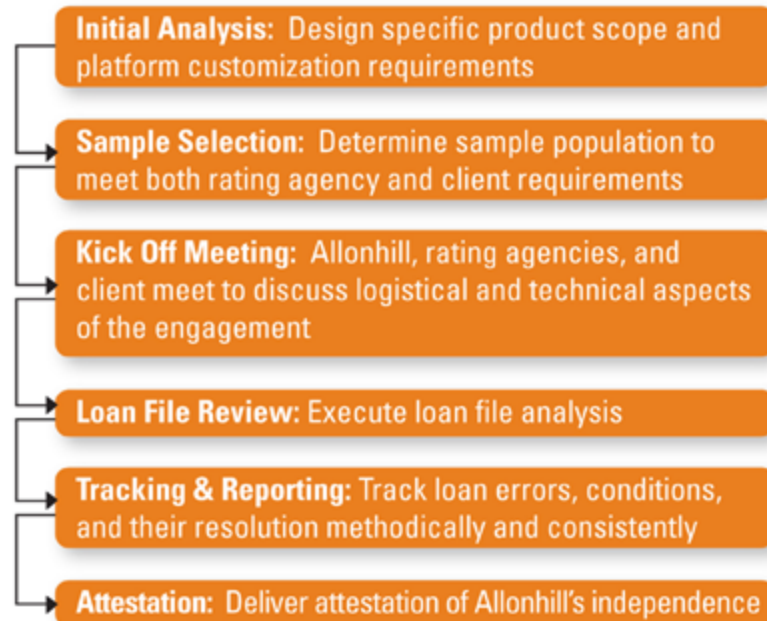 Initial Analysis: Design specific product scope and
platform customization requirements
Sample Selection: Determine sample population to
meet both rating agency and client requirements
Kick Off Meeting: Allonhill, rating agencies, and
client meet to discuss logistical and technical aspects
of the engagement
Loan File Review: Execute loan file analysis
Tracking & Reporting: Track loan errors, conditions,
and their resolution methodically and consistently
Attestation: Deliver attestation of Allonhill's independence